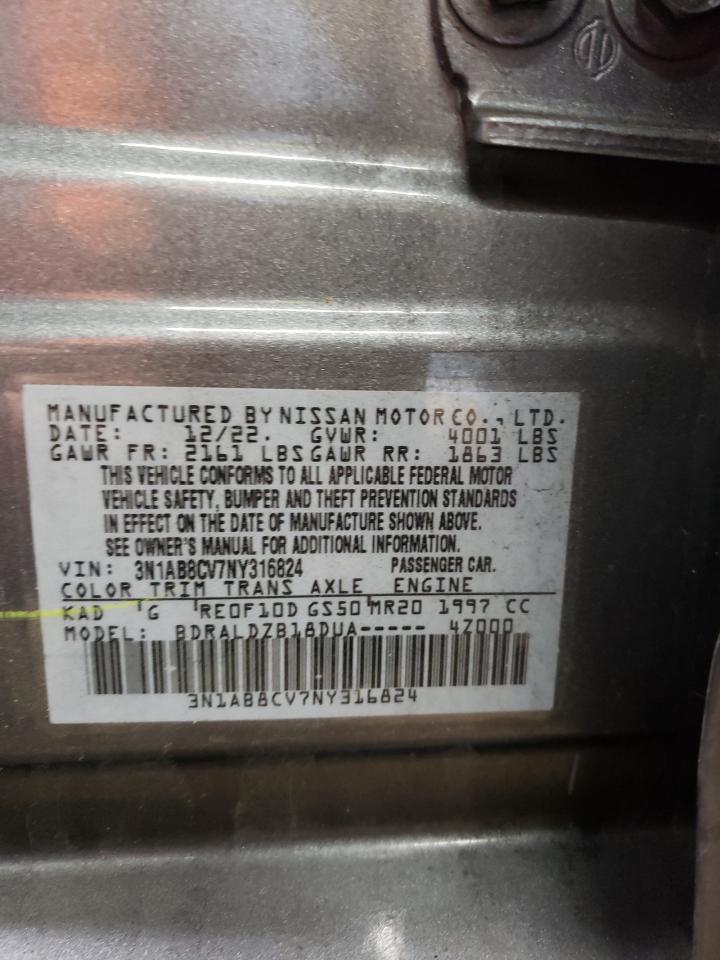 MANUFACTURED BY NISSAN MOTOR CO., LTD.
DATE: 12/22. GVWR: 4001 LBS
GAWR FR: 2161 LBS GAWR RR: 1863 LBS
THIS VEHICLE CONFORMS TO ALL APPLICABLE FEDERAL MOTOR
VEHICLE SAFETY, BUMPER AND THEFT PREVENTION STANDARDS
IN EFFECT ON THE DATE OF MANUFACTURE SHOWN ABOVE.
SEE OWNER'S MANUAL FOR ADDITIONAL INFORMATION.
VIN: 3N1AB8CV7NY316824 PASSENGER CAR.
COLOR TRIM TRANS AXLE ENGINE
KAD G RE0F10D GS50 MR20 1997 CC
MODEL: BDRALDZB18DUA----- 4Z000
3N1AB8CV7NY316824